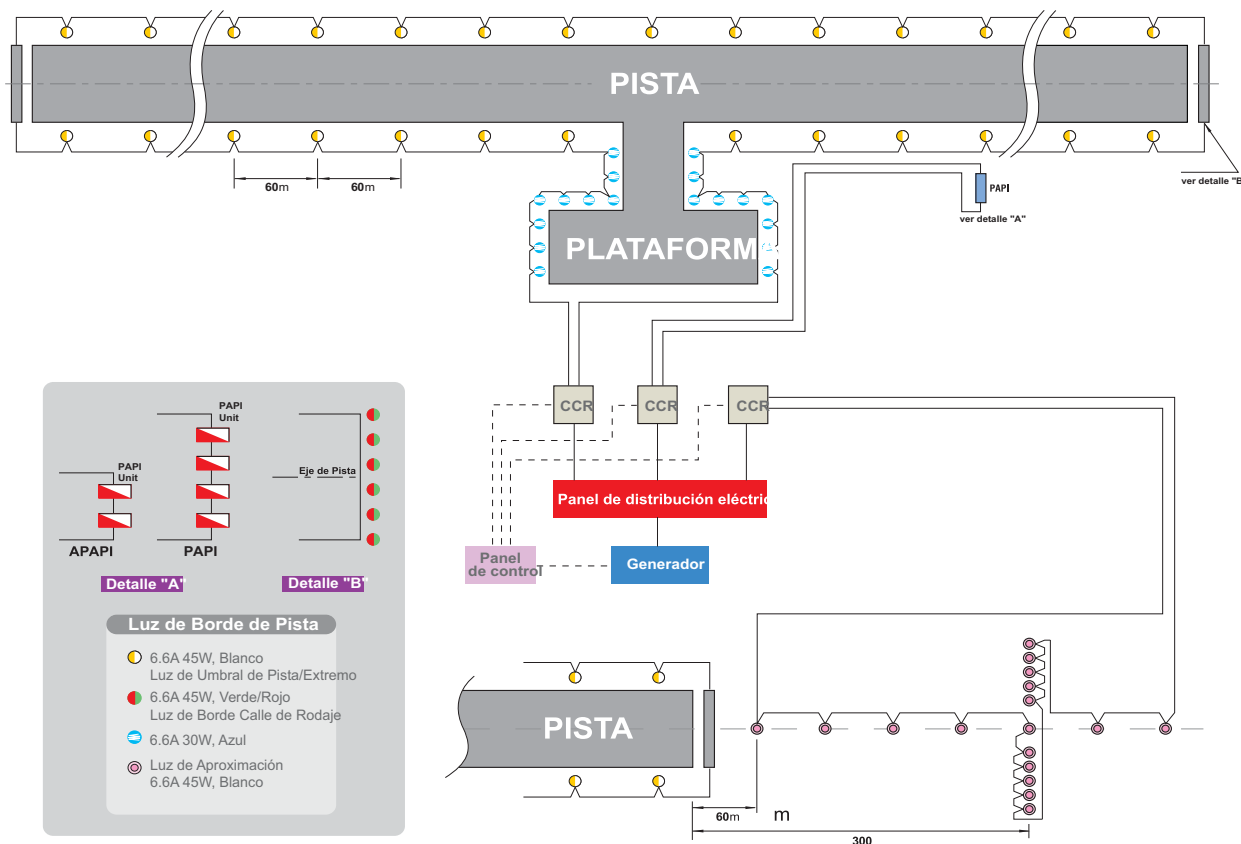 PISTA
60m
60m
ver detalle "B
PAPI
ver detalle "A"
PLATAFORM
CCR
CCR
CCR
Panel de distribución eléctric
Panel
de control
Generador
PAPI
Unit
PAPI
Unit
APAPI
PAPI
Eje de Pista
Detalle "A"
Detalle "B"
Luz de Borde de Pista
6.6A 45W, Blanco
Luz de Umbral de Pista/Extremo
6.6A 45W, Verde/Rojo
Luz de Borde Calle de Rodaje
6.6A 30W, Azul
Luz de Aproximación
6.6A 45W, Blanco
PISTA
60m
m
300